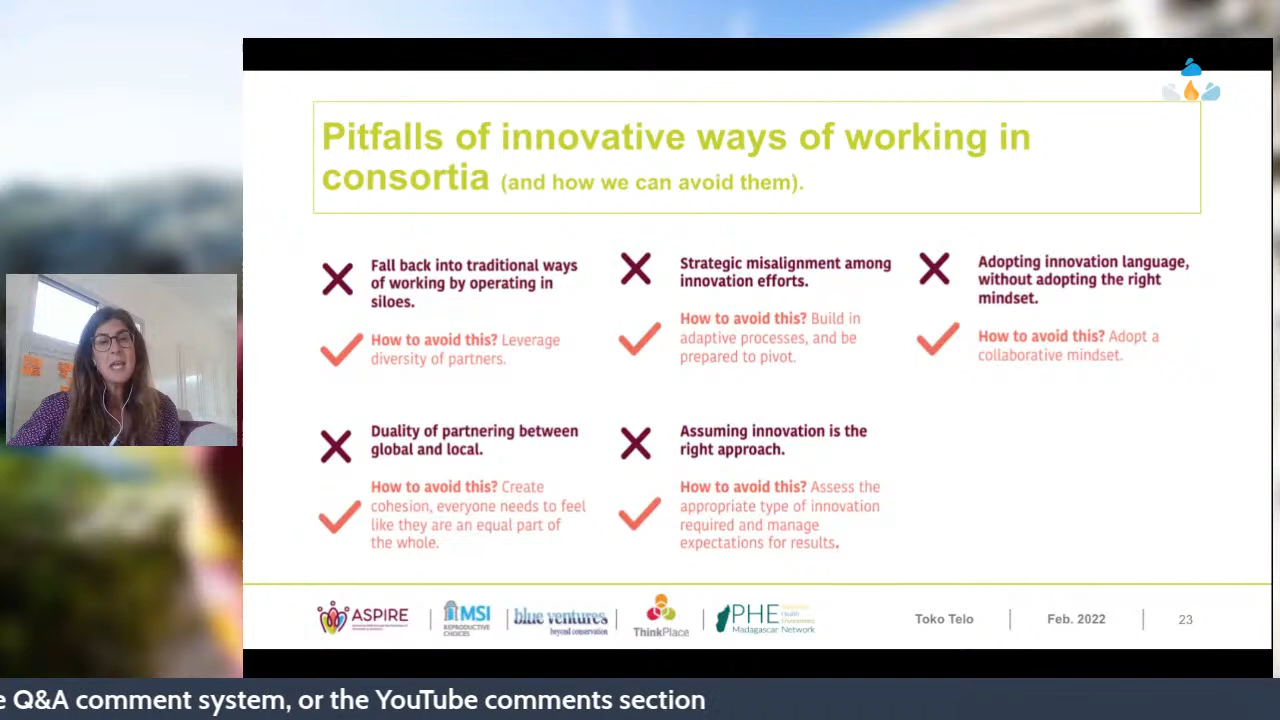 Pitfalls of innovative ways of working in
consortia (and how we can avoid them).
Fall back into traditional ways
of working by operating in
siloes.
How to avoid this? Leverage
diversity of partners.
Strategic misalignment among
innovation efforts.
How to avoid this? Build in
adaptive processes, and be
prepared to pivot.
Adopting innovation language,
without adopting the right
mindset.
How to avoid this? Adopt a
collaborative mindset.
Duality of partnering between
global and local.
How to avoid this? Create
cohesion, everyone needs to feel
like they are an equal part of
the whole.
Assuming innovation is the
right approach.
How to avoid this? Assess the
appropriate type of innovation
required and manage
expectations for results.
ASPIRE
MSI
REPRODUCTIVE
CHOICES
blue ventures
beyond conservation
ThinkPlace
PHE
Madagascar Network
Toko Telo
Feb. 2022
23
e Q&A comment system, or the YouTube comments section